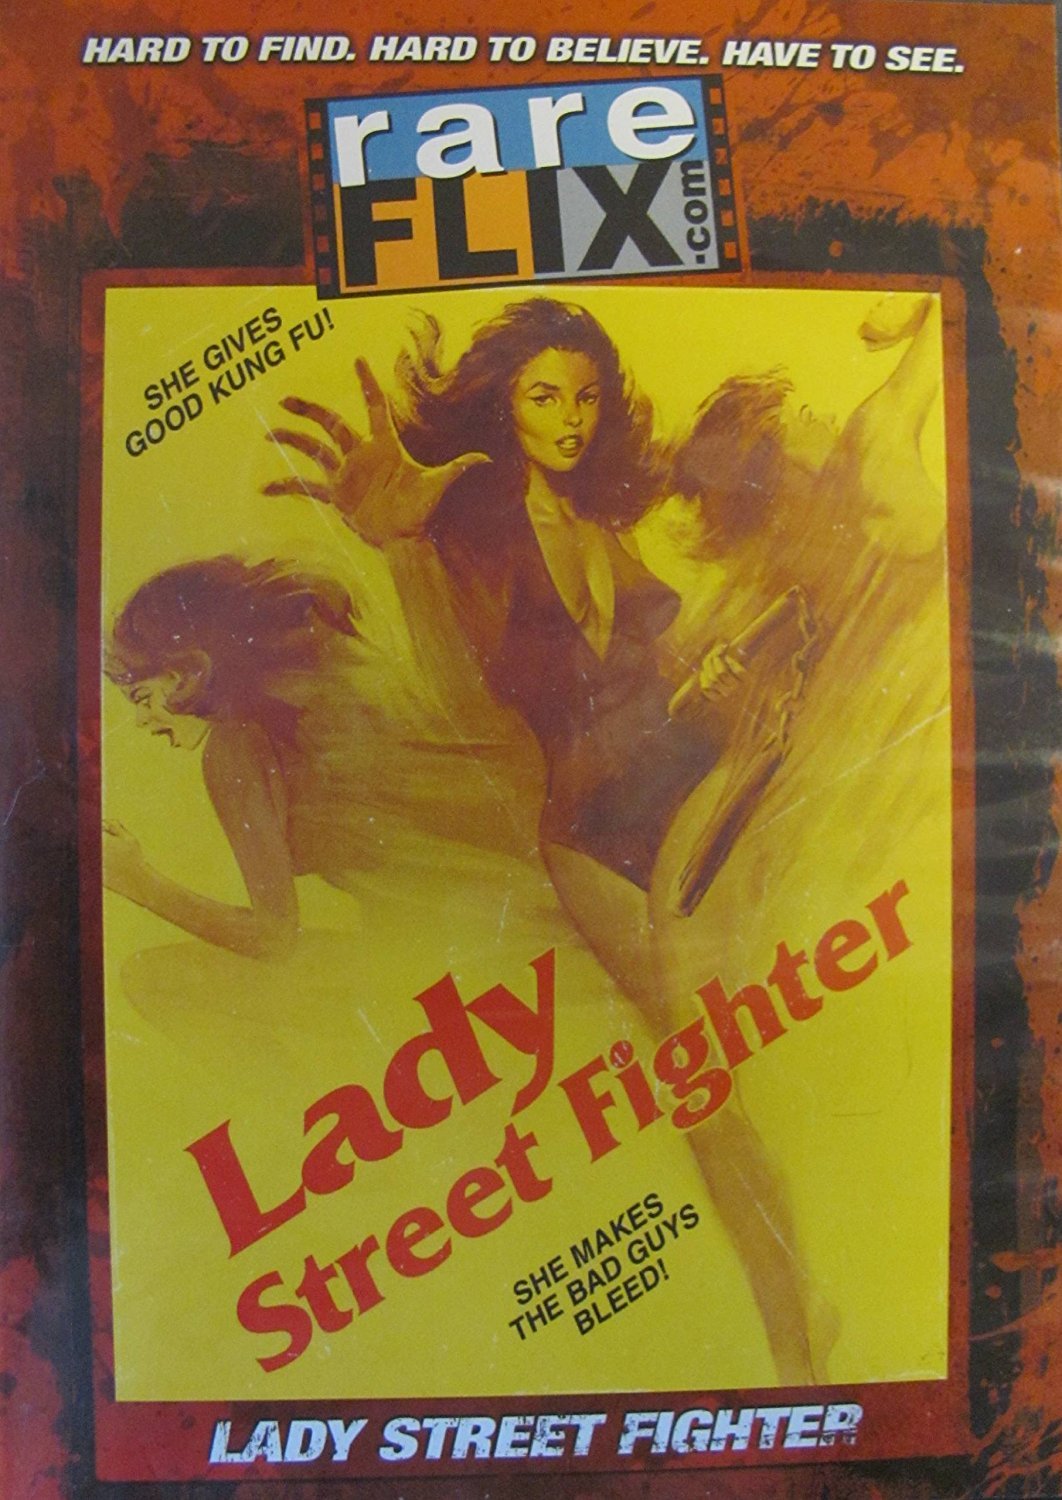 HARD TO FIND. HARD TO BELIEVE. HAVE TO SEE.
rare
FLIX.com
SHE GIVES
GOOD KUNG FU!
Lady
Street Fighter
SHE MAKES
THE BAD GUYS
BLEED!
LADY STREET FIGHTER